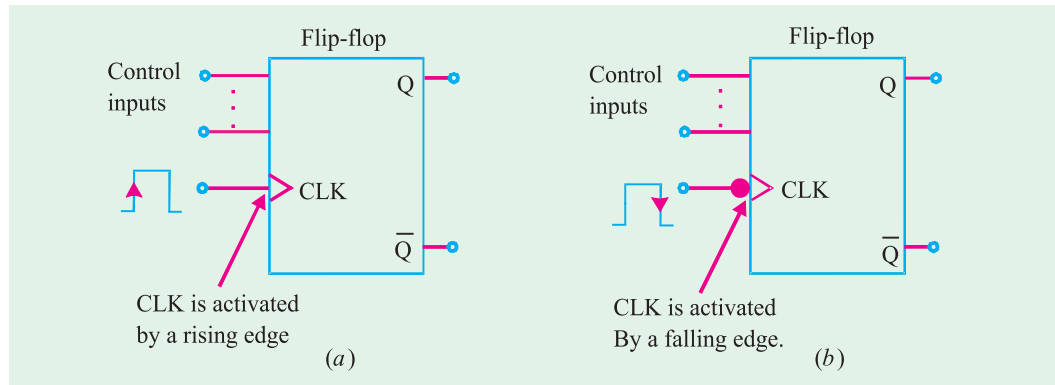 Flip-flop
Control
inputs
Q
CLK
Q̅
CLK is activated
by a rising edge
(a)
Flip-flop
Control
inputs
Q
CLK
Q̅
CLK is activated
By a falling edge.
(b)